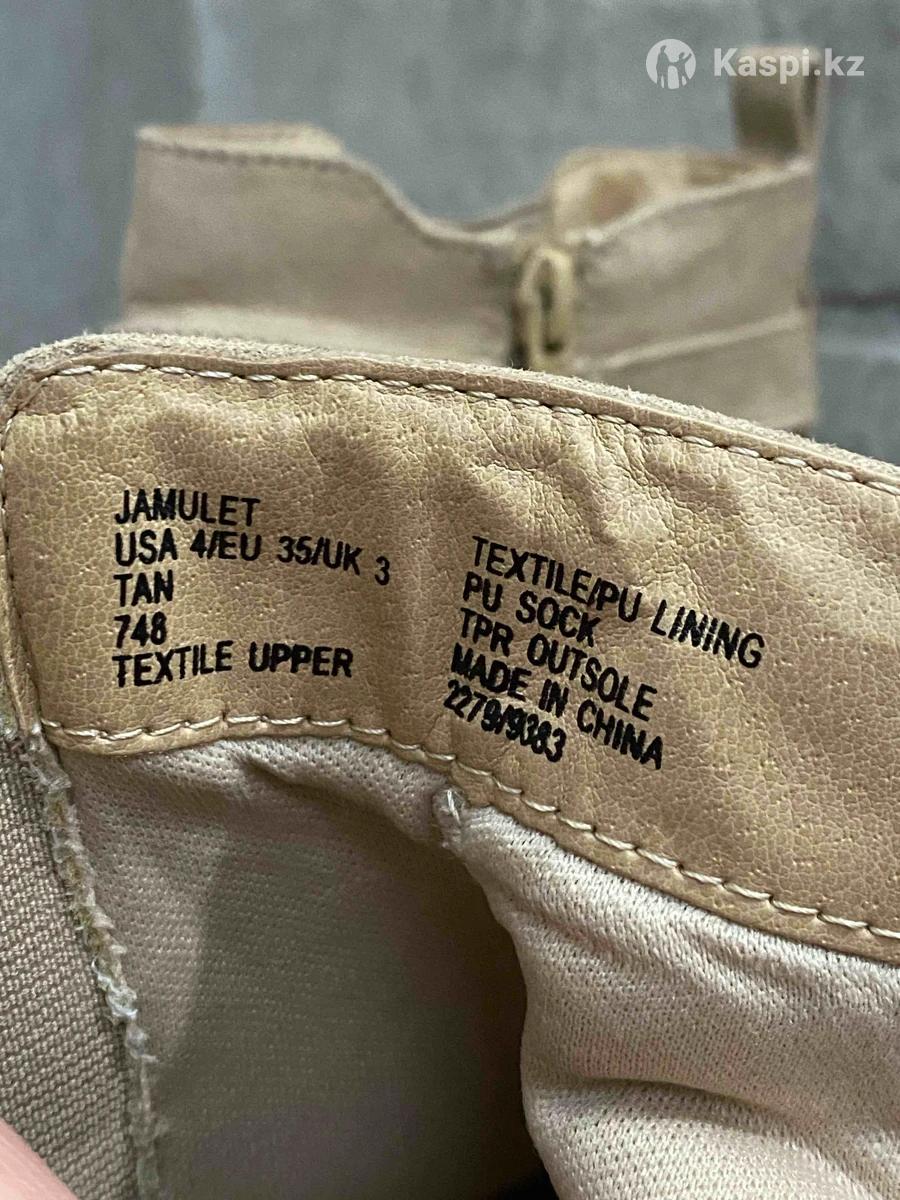 Kaspi.kz
JAMULET
USA 4/EU 35/UK 3
TAN
748
TEXTILE UPPER
TEXTILE/PU LINING
PU SOCK
TPR OUTSOLE
MADE IN CHINA
2279/9383